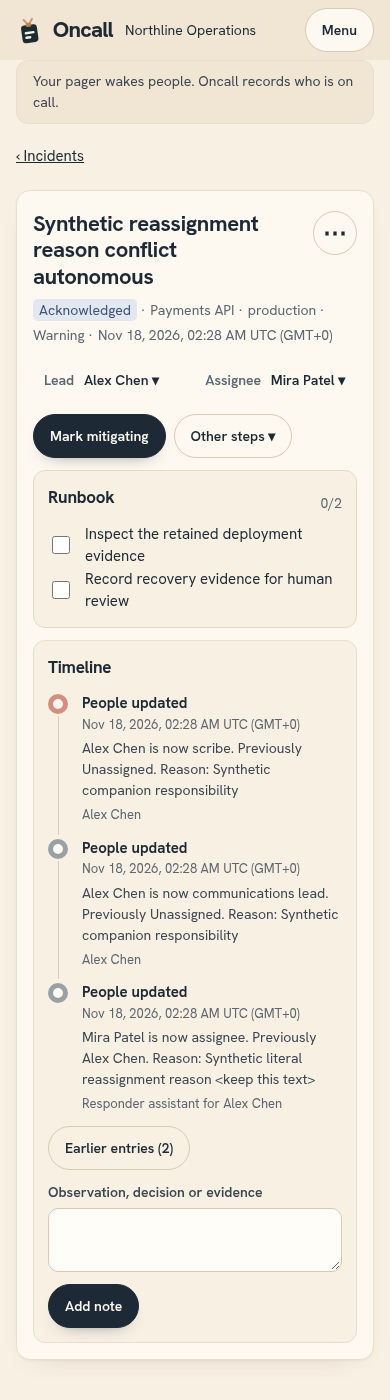 Oncall Northline Operations Menu
Your pager wakes people. Oncall records who is on
call.
‹ Incidents
Synthetic reassignment
reason conflict
autonomous
...
Acknowledged · Payments API · production ·
Warning · Nov 18, 2026, 02:28 AM UTC (GMT+0)
Lead Alex Chen ▾ Assignee Mira Patel ▾
Mark mitigating Other steps ▾
Runbook 0/2
Inspect the retained deployment
evidence
Record recovery evidence for human
review
Timeline
People updated
Nov 18, 2026, 02:28 AM UTC (GMT+0)
Alex Chen is now scribe. Previously
Unassigned. Reason: Synthetic
companion responsibility
Alex Chen
People updated
Nov 18, 2026, 02:28 AM UTC (GMT+0)
Alex Chen is now communications lead.
Previously Unassigned. Reason: Synthetic
companion responsibility
Alex Chen
People updated
Nov 18, 2026, 02:28 AM UTC (GMT+0)
Mira Patel is now assignee. Previously
Alex Chen. Reason: Synthetic literal
reassignment reason <keep this text>
Responder assistant for Alex Chen
Earlier entries (2)
Observation, decision or evidence
Add note